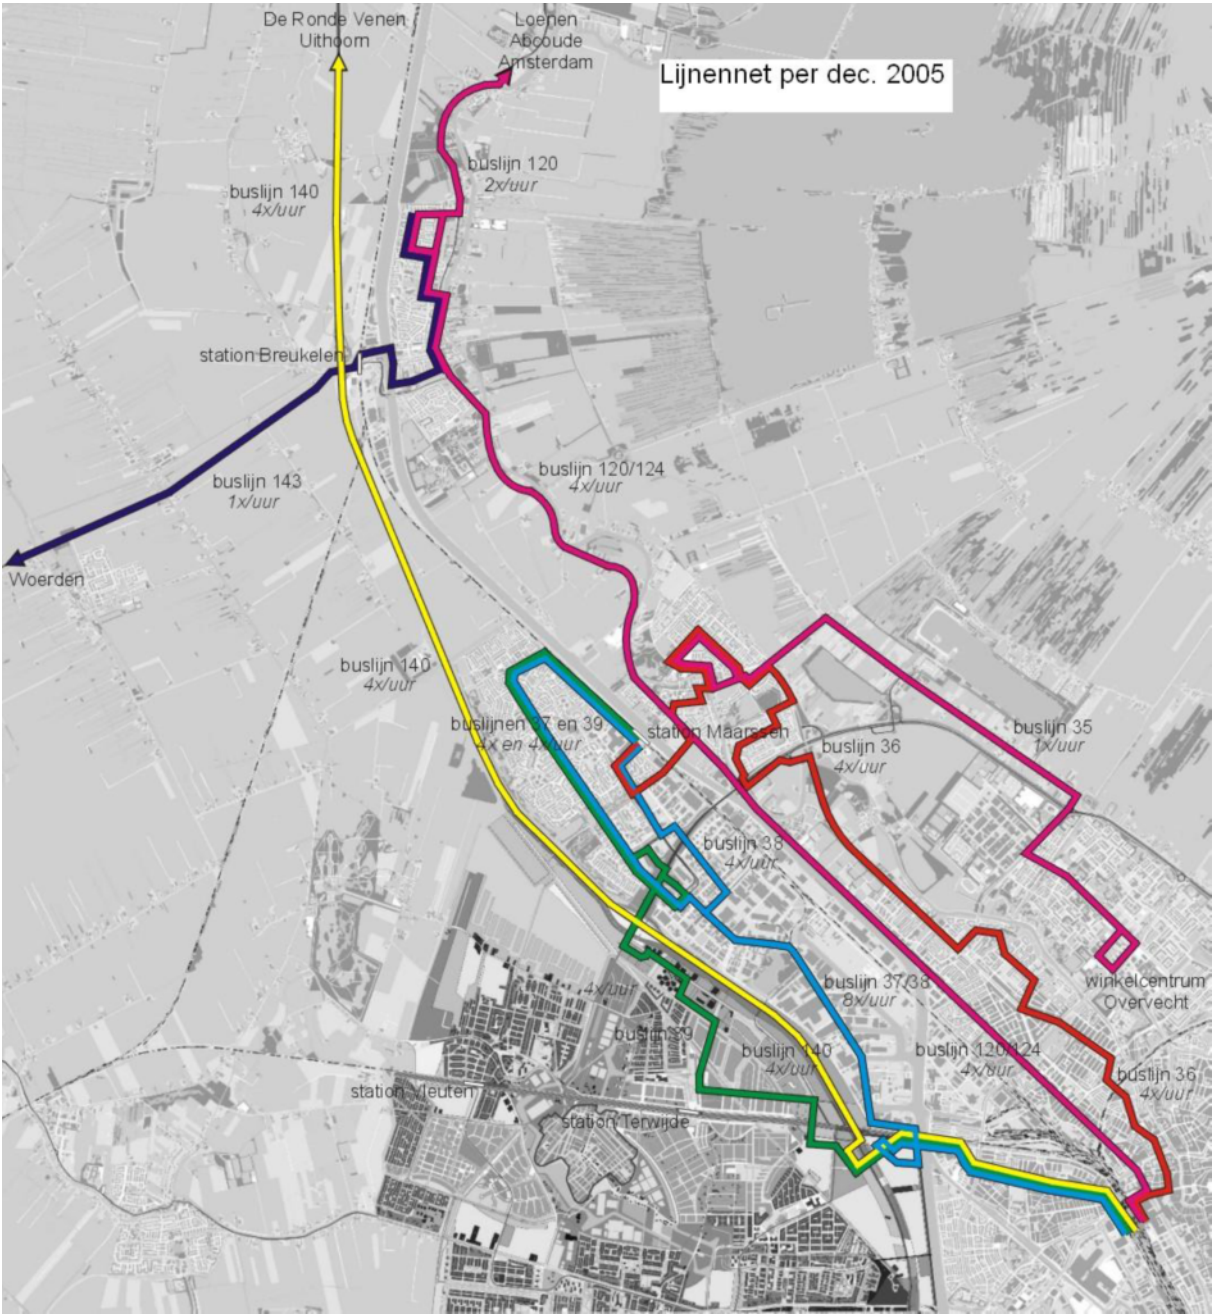 De Ronde Venen
Uithoorn
Loenen
Abcoude
Amsterdam
Lijnennet per dec. 2005
buslijn 120
2x/uur
buslijn 140
4x/uur
station Breukelen
buslijn 120/124
4x/uur
buslijn 143
1x/uur
Woerden
buslijn 140
4x/uur
buslijnen 37 en 39
4x en 4x/uur
station Maarssen
buslijn 35
1x/uur
buslijn 36
4x/uur
buslijn 38
4x/uur
winkelcentrum
Overvecht
buslijn 37/38
8x/uur
4x/uur
buslijn 39
buslijn 140
4x/uur
buslijn 120/124
4x/uur
buslijn 36
4x/uur
station Vleuten
station Terwijde